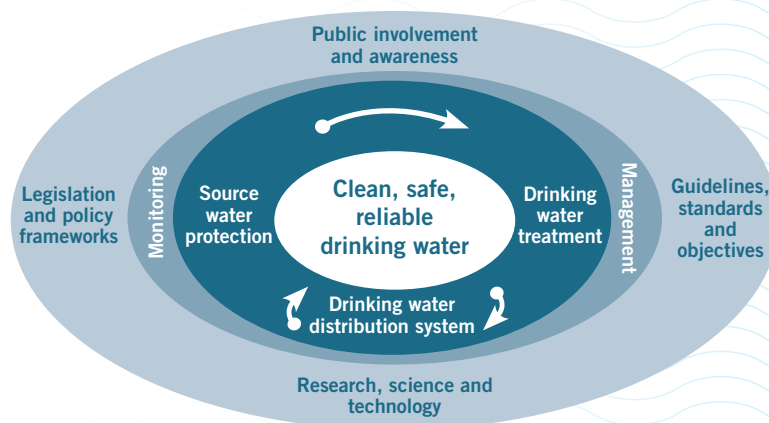 Public involvement
and awareness
Legislation
and policy
frameworks
Monitoring
Source
water
protection
Clean, safe,
reliable
drinking water
Drinking
water
treatment
Management
Guidelines,
standards
and
objectives
Drinking water
distribution system
Research, science and
technology